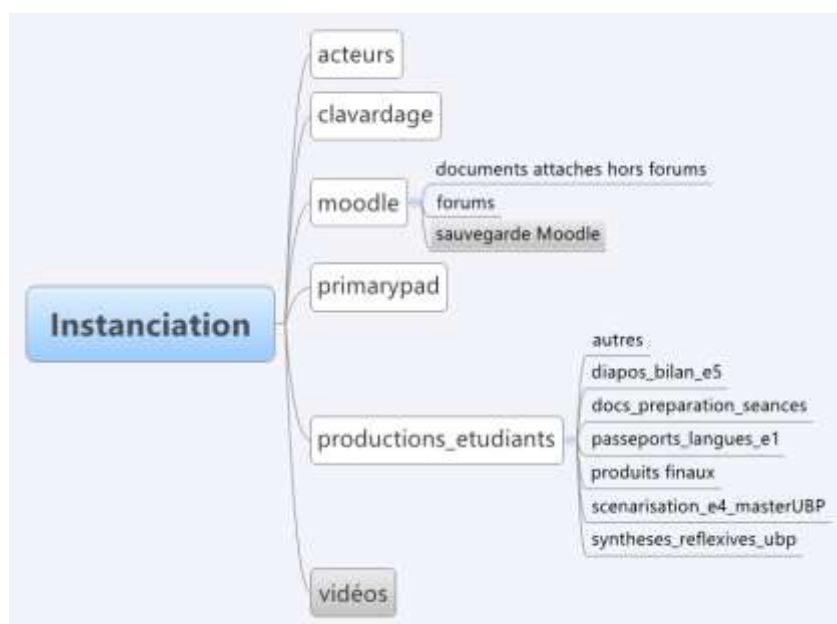 acteurs
clavardage
moodle
documents attaches hors forums
forums
sauvegarde Moodle
primarypad
Instanciation
productions_etudiants
autres
diapos_bilan_e5
docs_preparation_seances
passeports_langues_e1
produits finaux
scenarisation_e4_masterUBP
syntheses_reflexives_ubp
vidéos